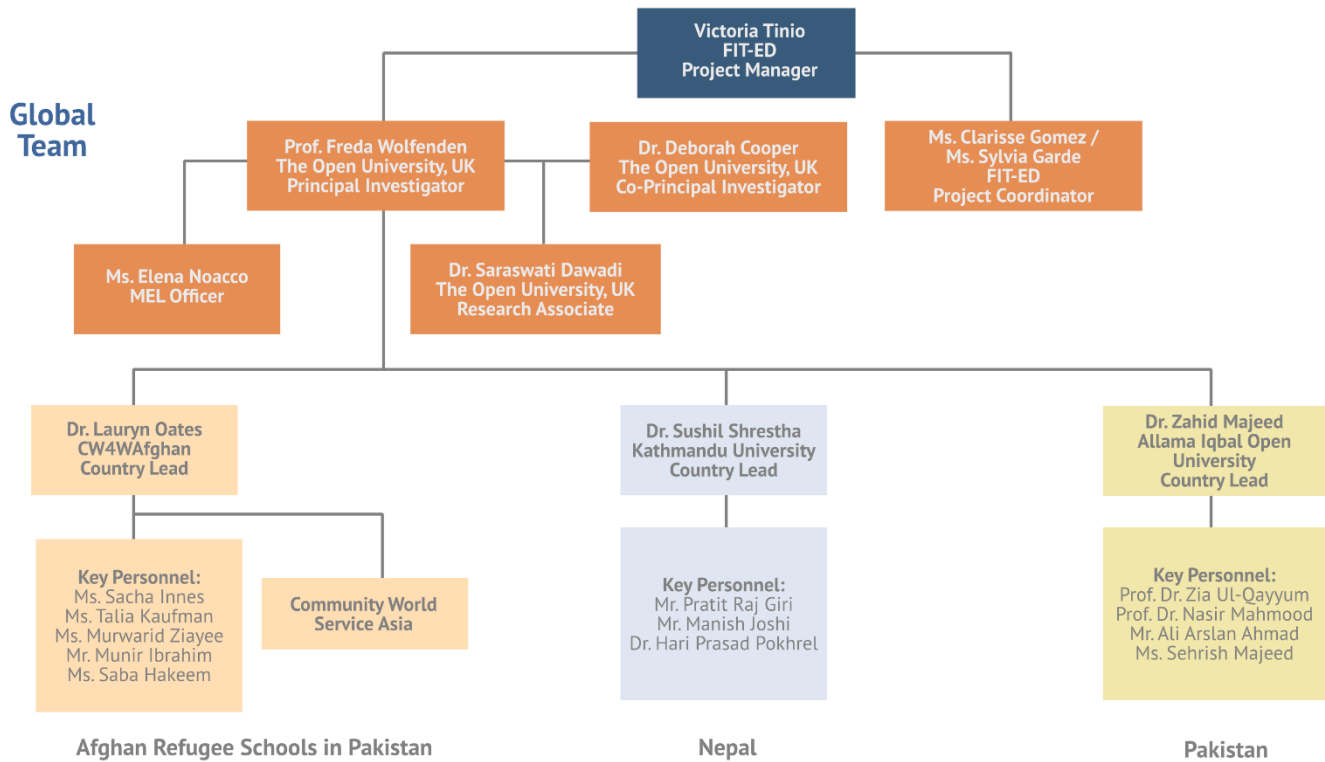 Victoria Tinio
FIT-ED
Project Manager
Global
Team
Prof. Freda Wolfenden
The Open University, UK
Principal Investigator
Dr. Deborah Cooper
The Open University, UK
Co-Principal Investigator
Ms. Clarisse Gomez /
Ms. Sylvia Garde
FIT-ED
Project Coordinator
Ms. Elena Noacco
MEL Officer
Dr. Saraswati Dawadi
The Open University, UK
Research Associate
Dr. Lauryn Oates
CW4WAfghan
Country Lead
Dr. Sushil Shrestha
Kathmandu University
Country Lead
Dr. Zahid Majeed
Allama Iqbal Open
University
Country Lead
Key Personnel:
Ms. Sacha Innes
Ms. Talia Kaufman
Ms. Murwarid Ziayee
Mr. Munir Ibrahim
Ms. Saba Hakeem
Community World
Service Asia
Key Personnel:
Mr. Pratit Raj Giri
Mr. Manish Joshi
Dr. Hari Prasad Pokhrel
Key Personnel:
Prof. Dr. Zia Ul-Qayyum
Prof. Dr. Nasir Mahmood
Mr. Ali Arslan Ahmad
Ms. Sehrish Majeed
Afghan Refugee Schools in Pakistan
Nepal
Pakistan